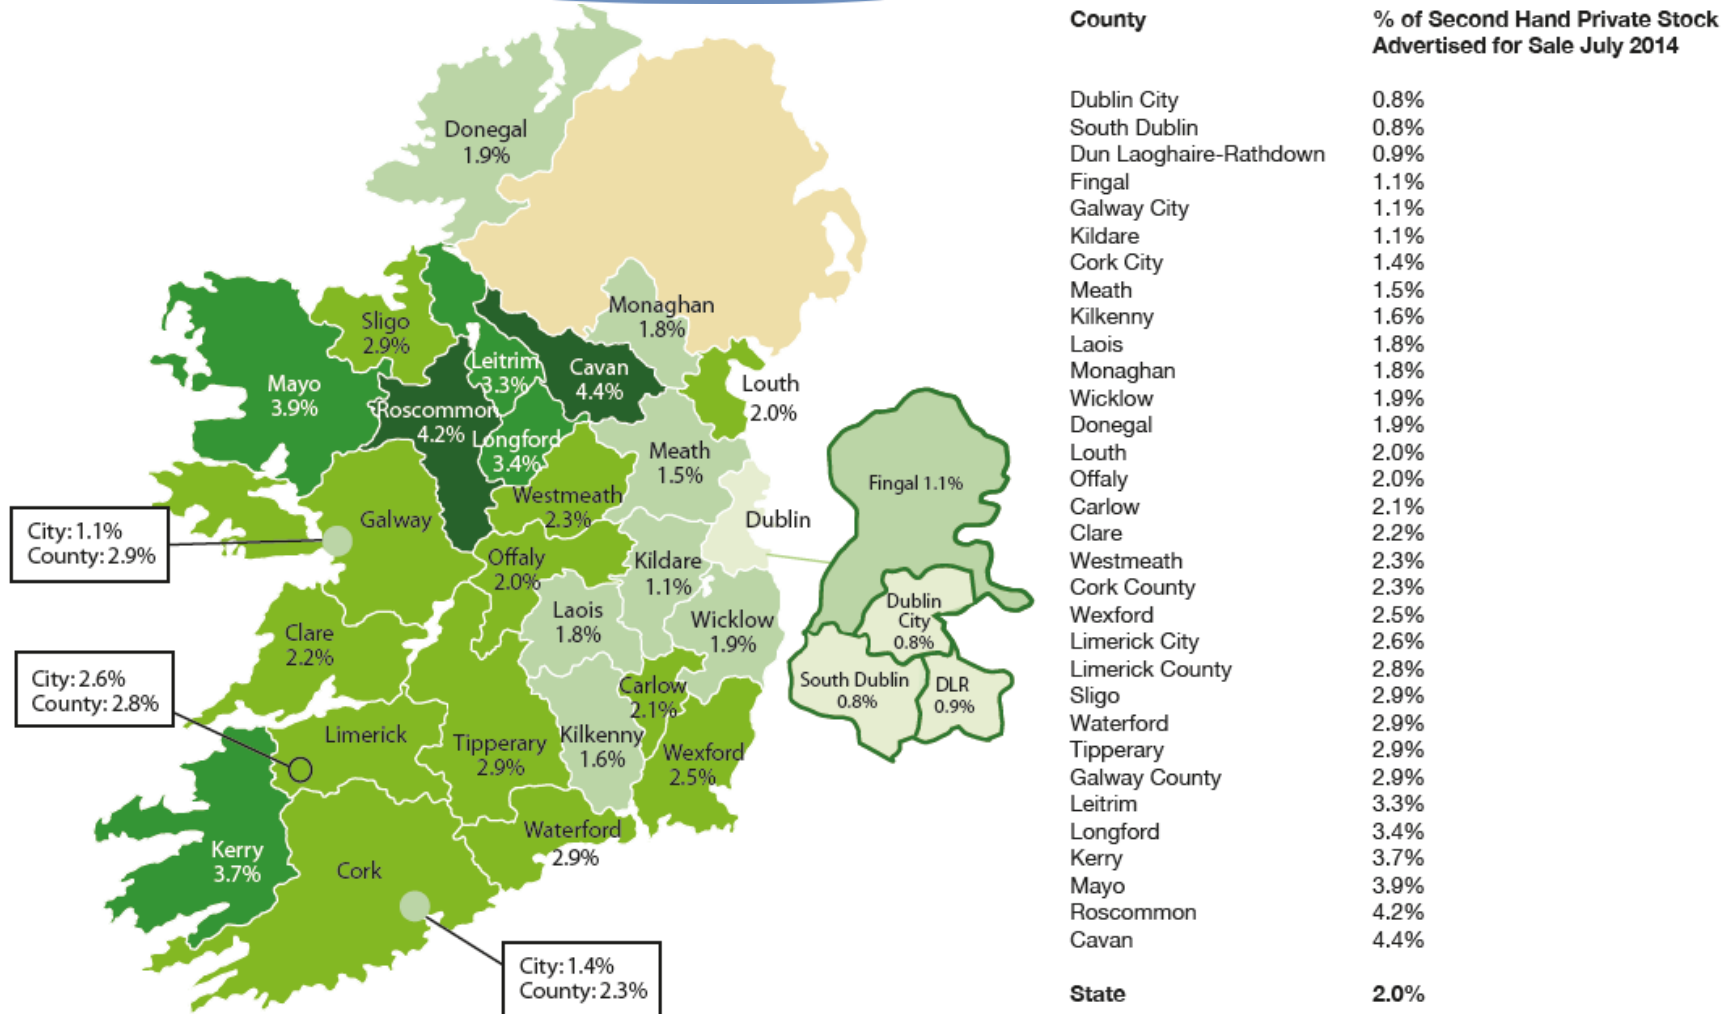 Donegal
1.9%
Monaghan
1.8%
Sligo
2.9%
Leitrim
3.3%
Cavan
4.4%
Mayo
3.9%
Louth
2.0%
Roscommon
4.2%
Longford
3.4%
Meath
1.5%
Westmeath
2.3%
Galway
Dublin
City: 1.1%
County: 2.9%
Offaly
2.0%
Kildare
1.1%
Laois
1.8%
Wicklow
1.9%
Clare
2.2%
City: 2.6%
County: 2.8%
Carlow
2.1%
Limerick
Tipperary
2.9%
Kilkenny
1.6%
Wexford
2.5%
Waterford
2.9%
Kerry
3.7%
Cork
City: 1.4%
County: 2.3%
Fingal 1.1%
Dublin
City
0.8%
South Dublin
0.8%
DLR
0.9%
County % of Second Hand Private Stock
Advertised for Sale July 2014
Dublin City 0.8%
South Dublin 0.8%
Dun Laoghaire-Rathdown 0.9%
Fingal 1.1%
Galway City 1.1%
Kildare 1.1%
Cork City 1.4%
Meath 1.5%
Kilkenny 1.6%
Laois 1.8%
Monaghan 1.8%
Wicklow 1.9%
Donegal 1.9%
Louth 2.0%
Offaly 2.0%
Carlow 2.1%
Clare 2.2%
Westmeath 2.3%
Cork County 2.3%
Wexford 2.5%
Limerick City 2.6%
Limerick County 2.8%
Sligo 2.9%
Waterford 2.9%
Tipperary 2.9%
Galway County 2.9%
Leitrim 3.3%
Longford 3.4%
Kerry 3.7%
Mayo 3.9%
Roscommon 4.2%
Cavan 4.4%
State 2.0%